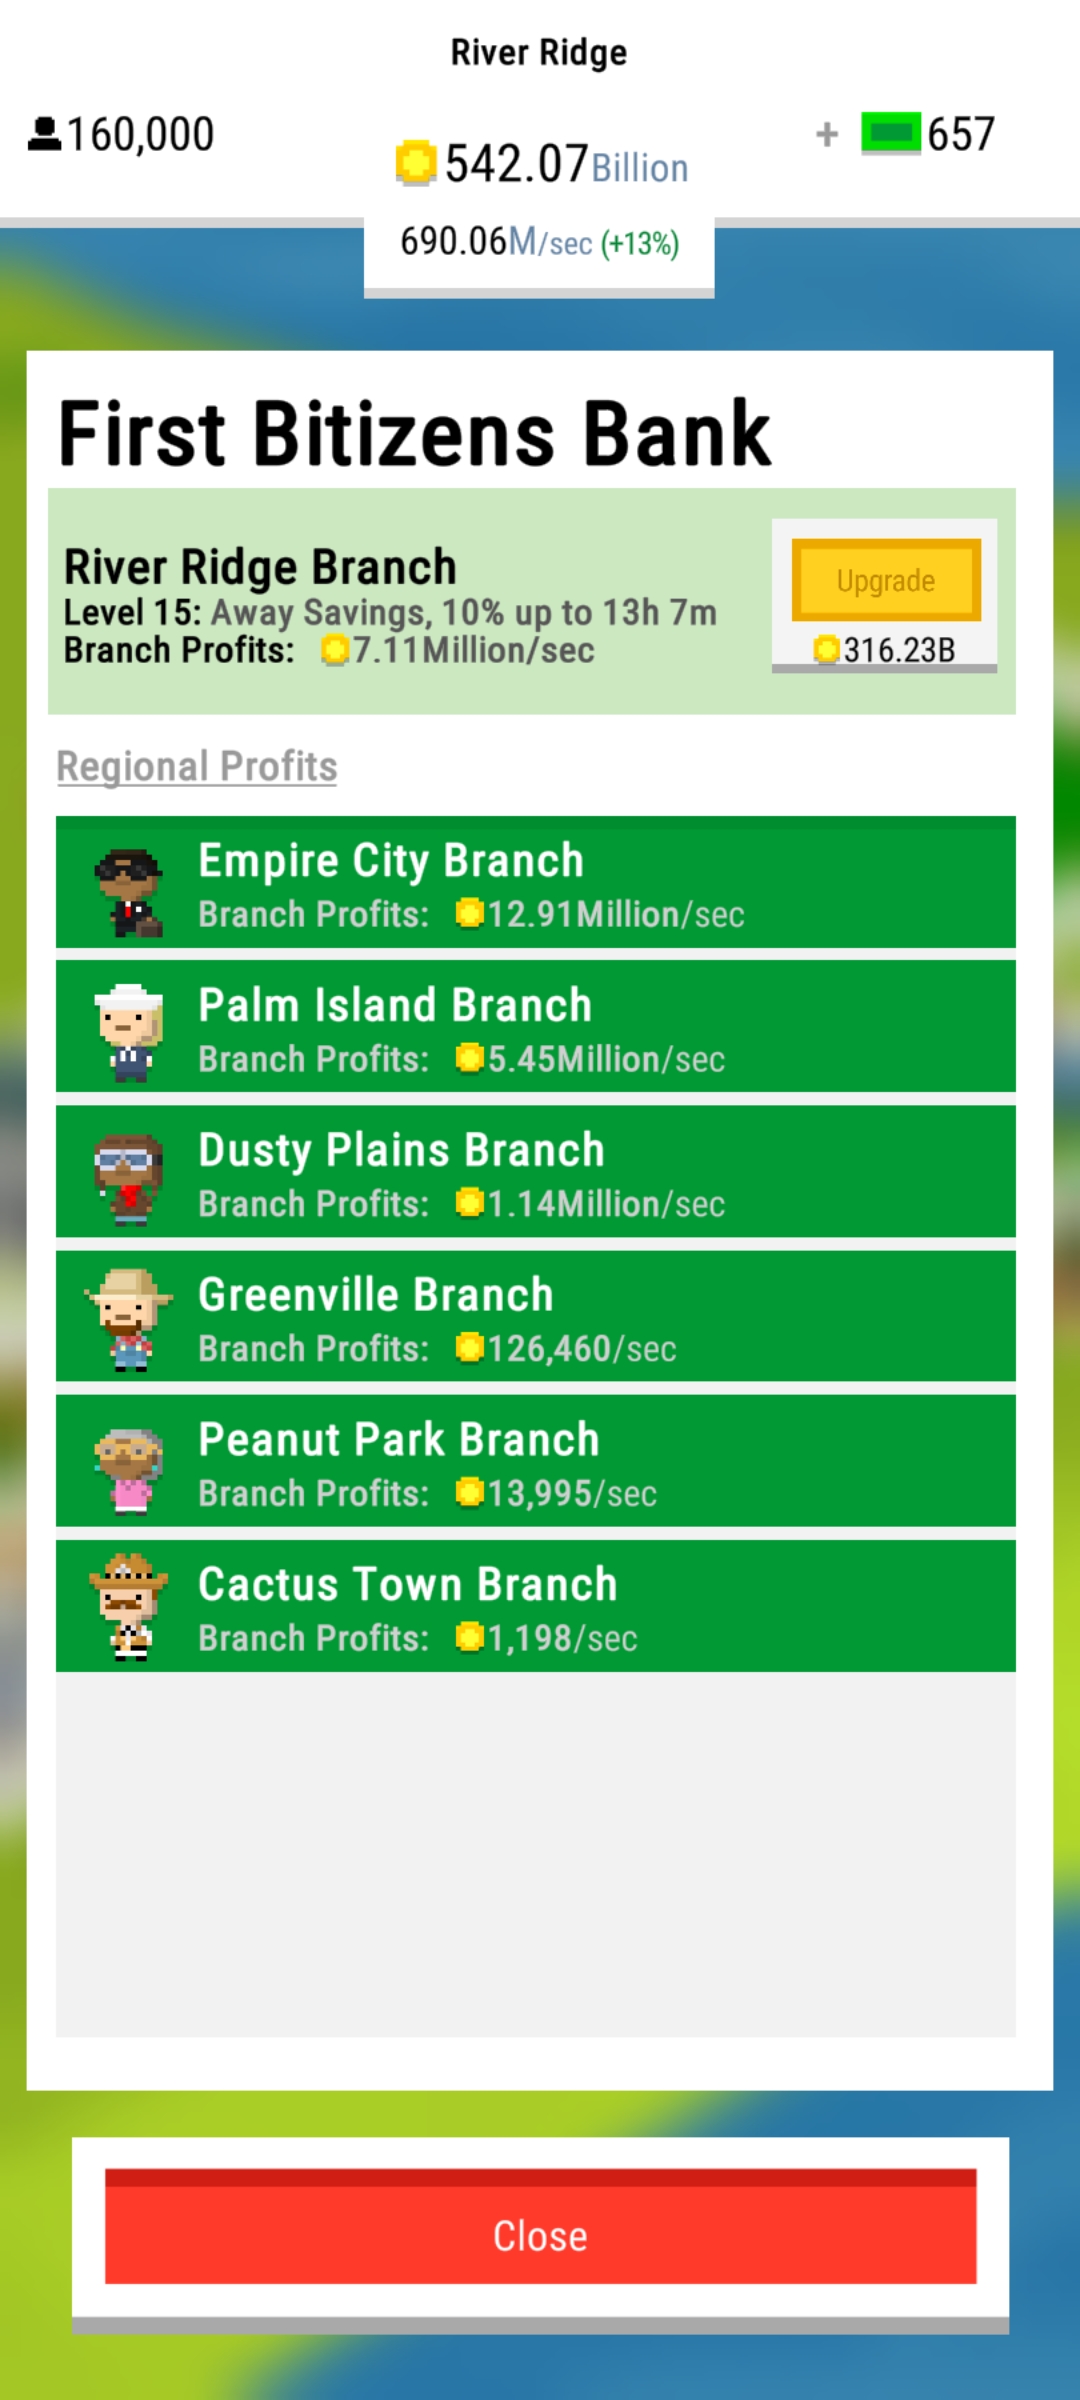 River Ridge
160,000
542.07Billion
+ 657
690.06M/sec (+13%)
First Bitizens Bank
River Ridge Branch
Level 15: Away Savings, 10% up to 13h 7m
Branch Profits: 7.11Million/sec
Upgrade
316.23B
Regional Profits
Empire City Branch
Branch Profits: 12.91Million/sec
Palm Island Branch
Branch Profits: 5.45Million/sec
Dusty Plains Branch
Branch Profits: 1.14Million/sec
Greenville Branch
Branch Profits: 126,460/sec
Peanut Park Branch
Branch Profits: 13,995/sec
Cactus Town Branch
Branch Profits: 1,198/sec
Close